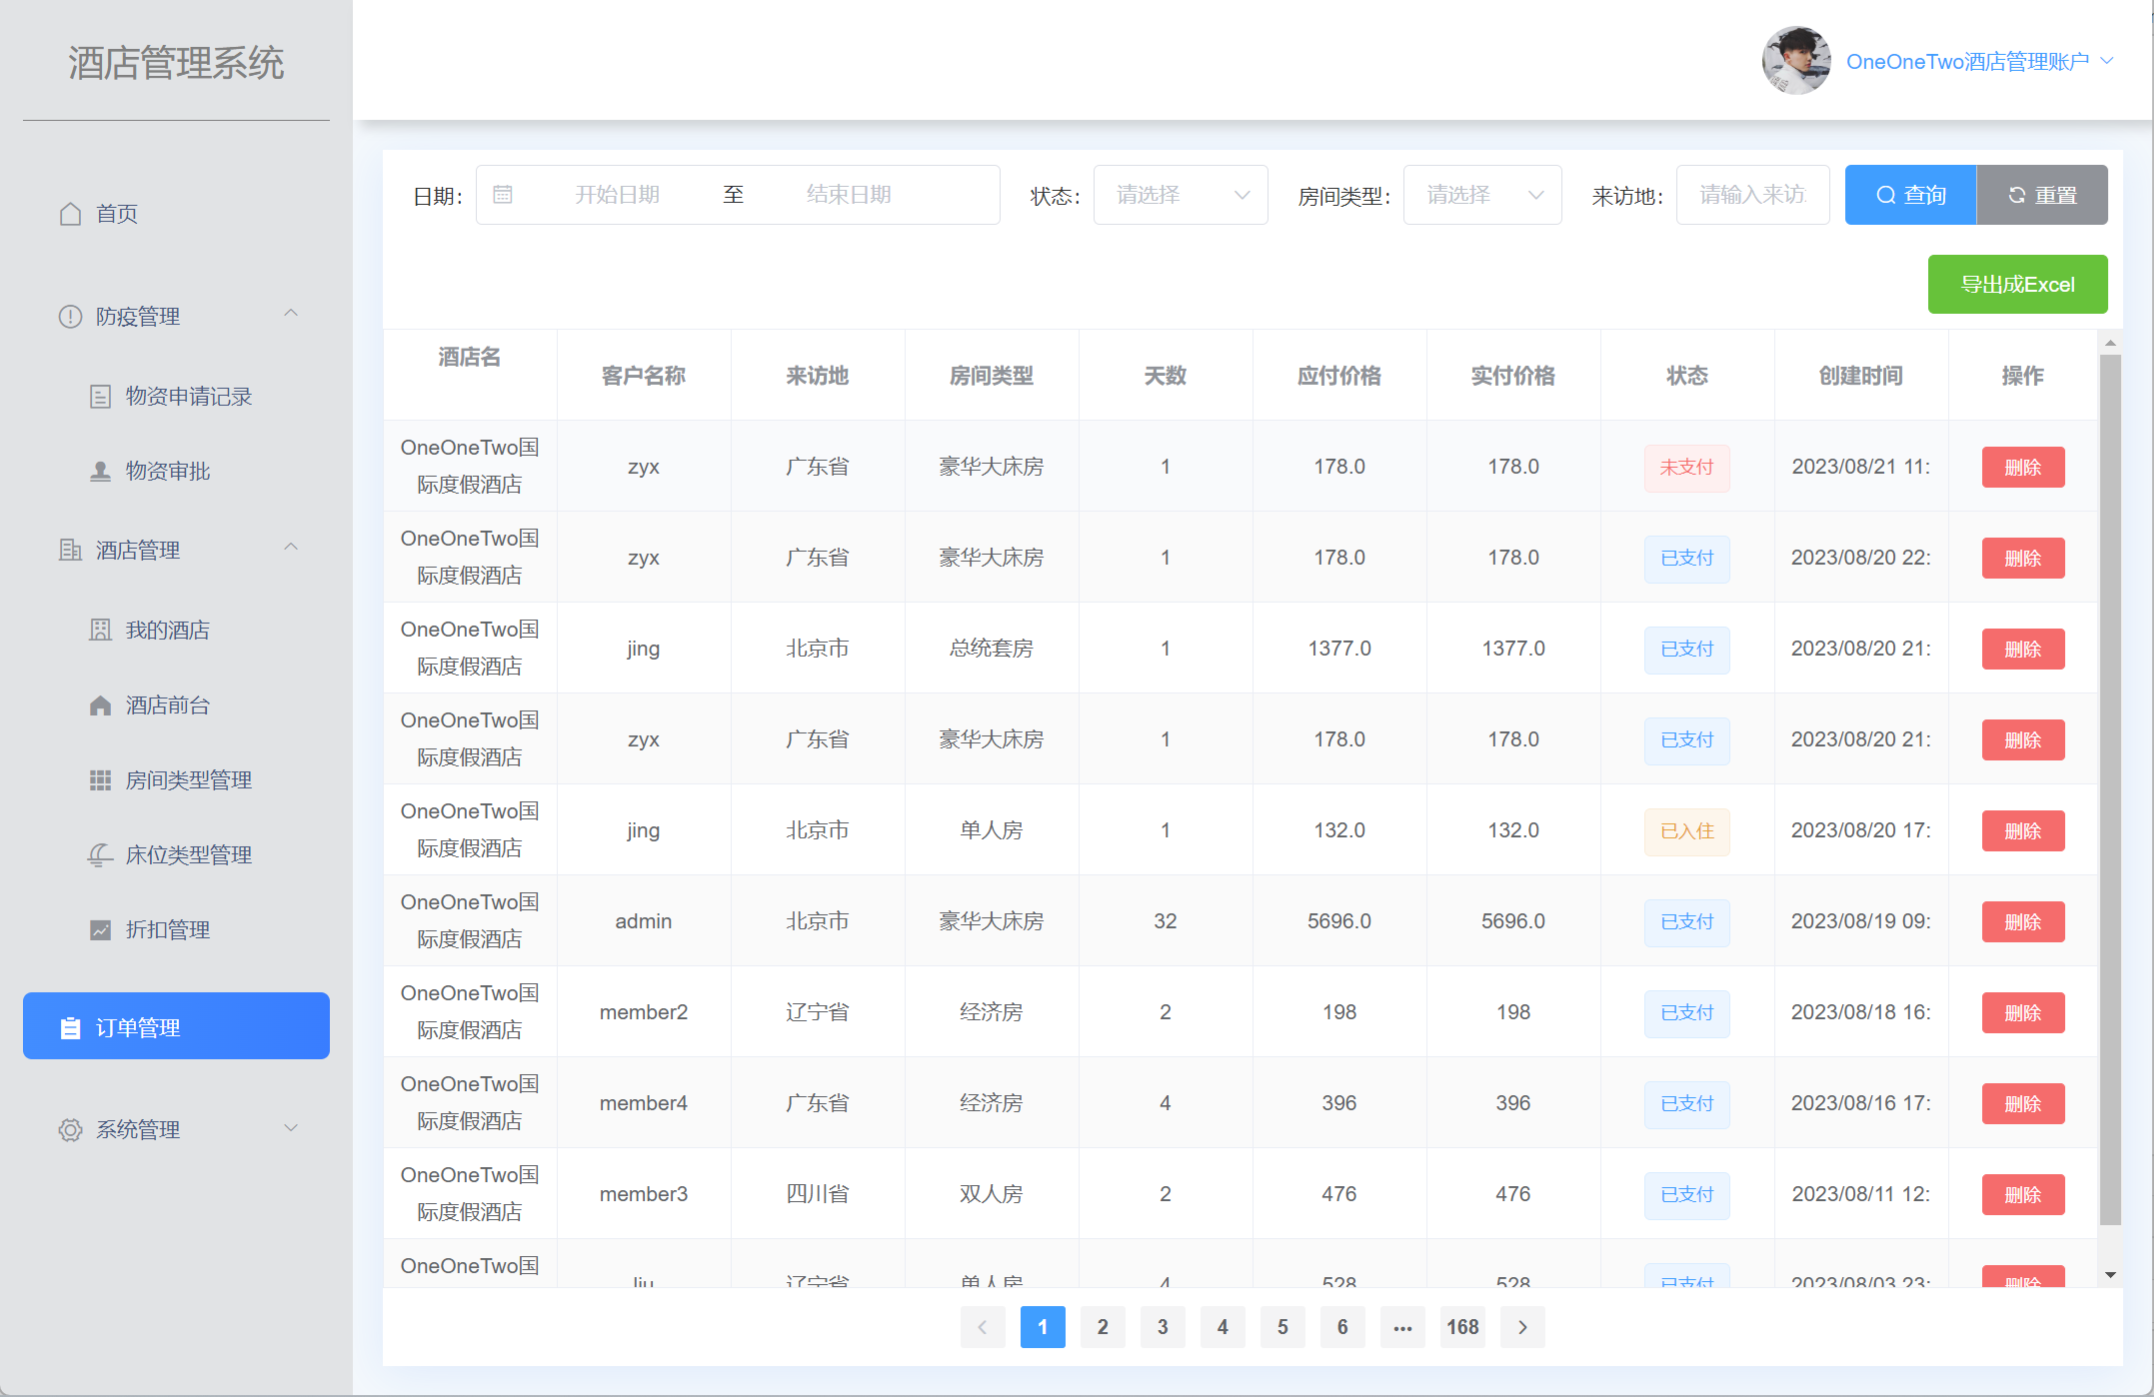 酒店管理系统
OneOneTwo酒店管理账户
首页
防疫管理
物资申请记录
物资审批
酒店管理
我的酒店
酒店前台
房间类型管理
床位类型管理
折扣管理
订单管理
系统管理
日期: 开始日期 至 结束日期 状态: 请选择 房间类型: 请选择 来访地: 请输入来访 查询 重置
导出成Excel
酒店名 客户名称 来访地 房间类型 天数 应付价格 实付价格 状态 创建时间 操作
OneOneTwo国
际度假酒店 zyx 广东省 豪华大床房 1 178.0 178.0 未支付 2023/08/21 11: 删除
OneOneTwo国
际度假酒店 zyx 广东省 豪华大床房 1 178.0 178.0 已支付 2023/08/20 22: 删除
OneOneTwo国
际度假酒店 jing 北京市 总统套房 1 1377.0 1377.0 已支付 2023/08/20 21: 删除
OneOneTwo国
际度假酒店 zyx 广东省 豪华大床房 1 178.0 178.0 已支付 2023/08/20 21: 删除
OneOneTwo国
际度假酒店 jing 北京市 单人房 1 132.0 132.0 已入住 2023/08/20 17: 删除
OneOneTwo国
际度假酒店 admin 北京市 豪华大床房 32 5696.0 5696.0 已支付 2023/08/19 09: 删除
OneOneTwo国
际度假酒店 member2 辽宁省 经济房 2 198 198 已支付 2023/08/18 16: 删除
OneOneTwo国
际度假酒店 member4 广东省 经济房 4 396 396 已支付 2023/08/16 17: 删除
OneOneTwo国
际度假酒店 member3 四川省 双人房 2 476 476 已支付 2023/08/11 12: 删除
OneOneTwo国
辽宁省 单人房 4 528 528 已支付 2023/08/03 23: 删除
1 2 3 4 5 6 ••• 168